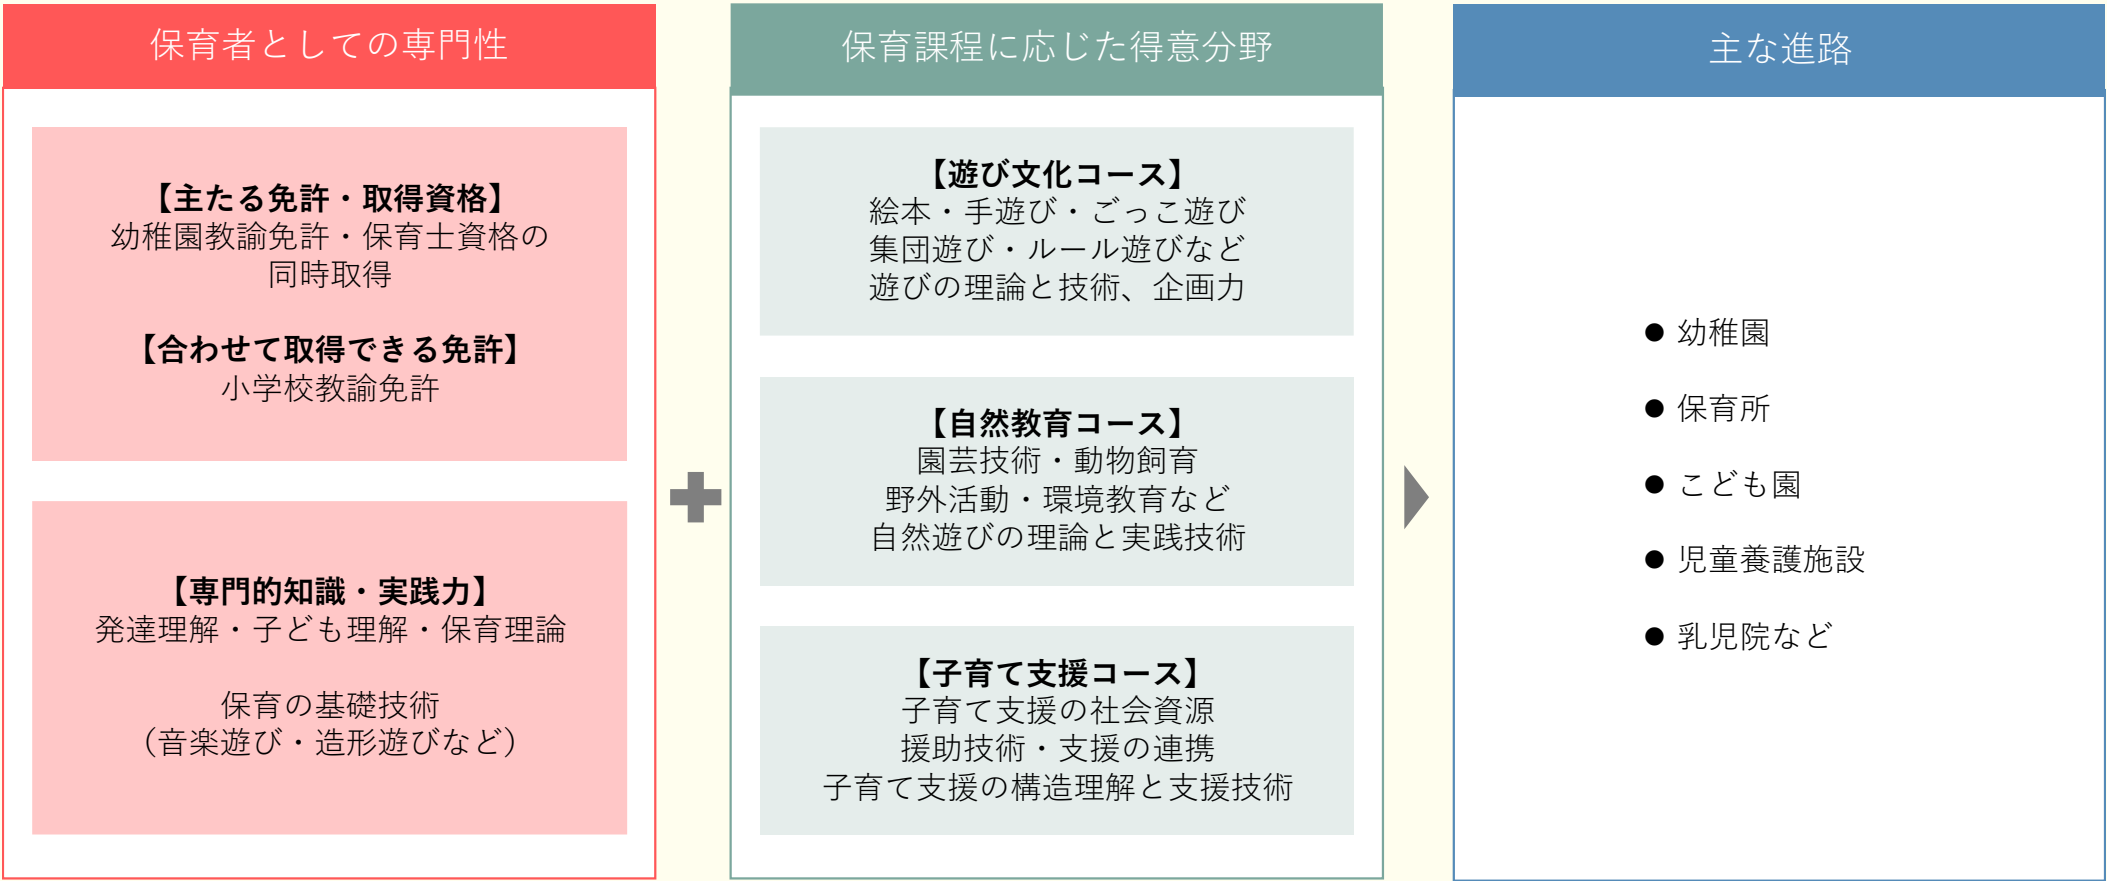 保育者としての専門性
【主たる免許・取得資格】
幼稚園教諭免許・保育士資格の
同時取得
【合わせて取得できる免許】
小学校教諭免許
【専門的知識・実践力】
発達理解・子ども理解・保育理論
保育の基礎技術
（音楽遊び・造形遊びなど）
保育課程に応じた得意分野
【遊び文化コース】
絵本・手遊び・ごっこ遊び
集団遊び・ルール遊びなど
遊びの理論と技術、企画力
【自然教育コース】
園芸技術・動物飼育
野外活動・環境教育など
自然遊びの理論と実践技術
【子育て支援コース】
子育て支援の社会資源
援助技術・支援の連携
子育て支援の構造理解と支援技術
主な進路
● 幼稚園
● 保育所
● こども園
● 児童養護施設
● 乳児院など